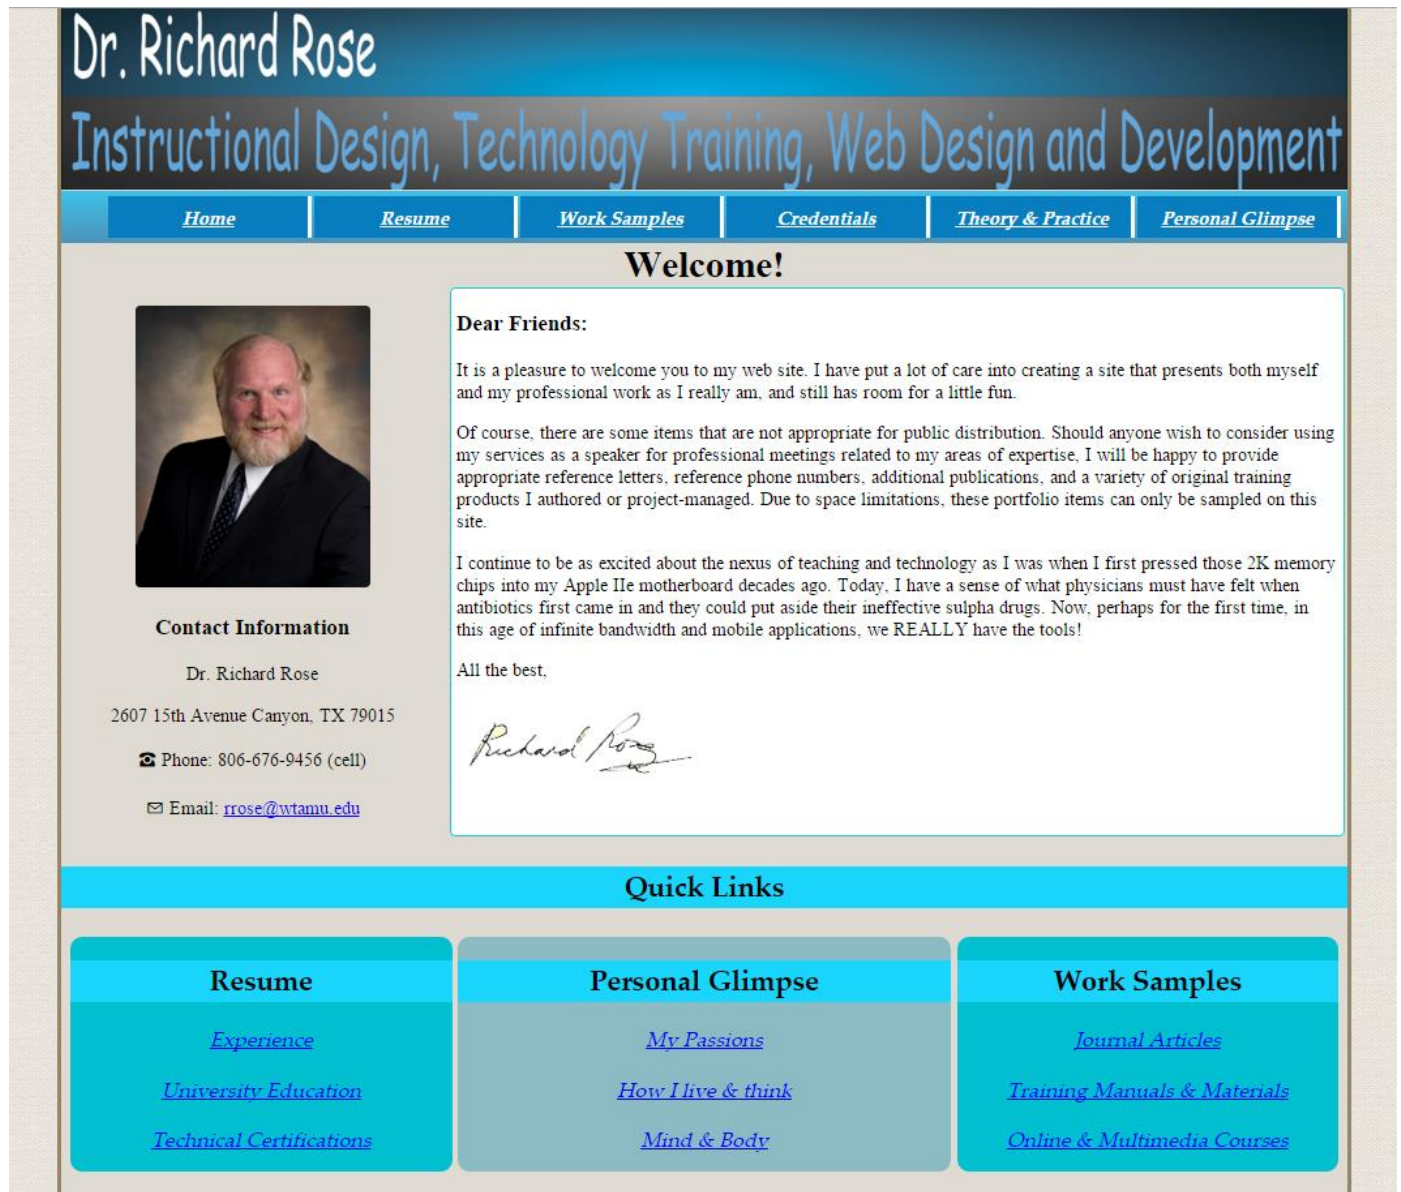 Dr. Richard Rose
Instructional Design, Technology Training, Web Design and Development
Home Resume Work Samples Credentials Theory & Practice Personal Glimpse
Welcome!
Contact Information
Dr. Richard Rose
2607 15th Avenue Canyon, TX 79015
☎ Phone: 806-676-9456 (cell)
✉ Email: rrose@wtamu.edu
Dear Friends:
It is a pleasure to welcome you to my web site. I have put a lot of care into creating a site that presents both myself
and my professional work as I really am, and still has room for a little fun.
Of course, there are some items that are not appropriate for public distribution. Should anyone wish to consider using
my services as a speaker for professional meetings related to my areas of expertise, I will be happy to provide
appropriate reference letters, reference phone numbers, additional publications, and a variety of original training
products I authored or project-managed. Due to space limitations, these portfolio items can only be sampled on this
site.
I continue to be as excited about the nexus of teaching and technology as I was when I first pressed those 2K memory
chips into my Apple IIe motherboard decades ago. Today, I have a sense of what physicians must have felt when
antibiotics first came in and they could put aside their ineffective sulpha drugs. Now, perhaps for the first time, in
this age of infinite bandwidth and mobile applications, we REALLY have the tools!
All the best,
Richard Rose
Quick Links
Resume
Experience
University Education
Technical Certifications
Personal Glimpse
My Passions
How I live & think
Mind & Body
Work Samples
Journal Articles
Training Manuals & Materials
Online & Multimedia Courses